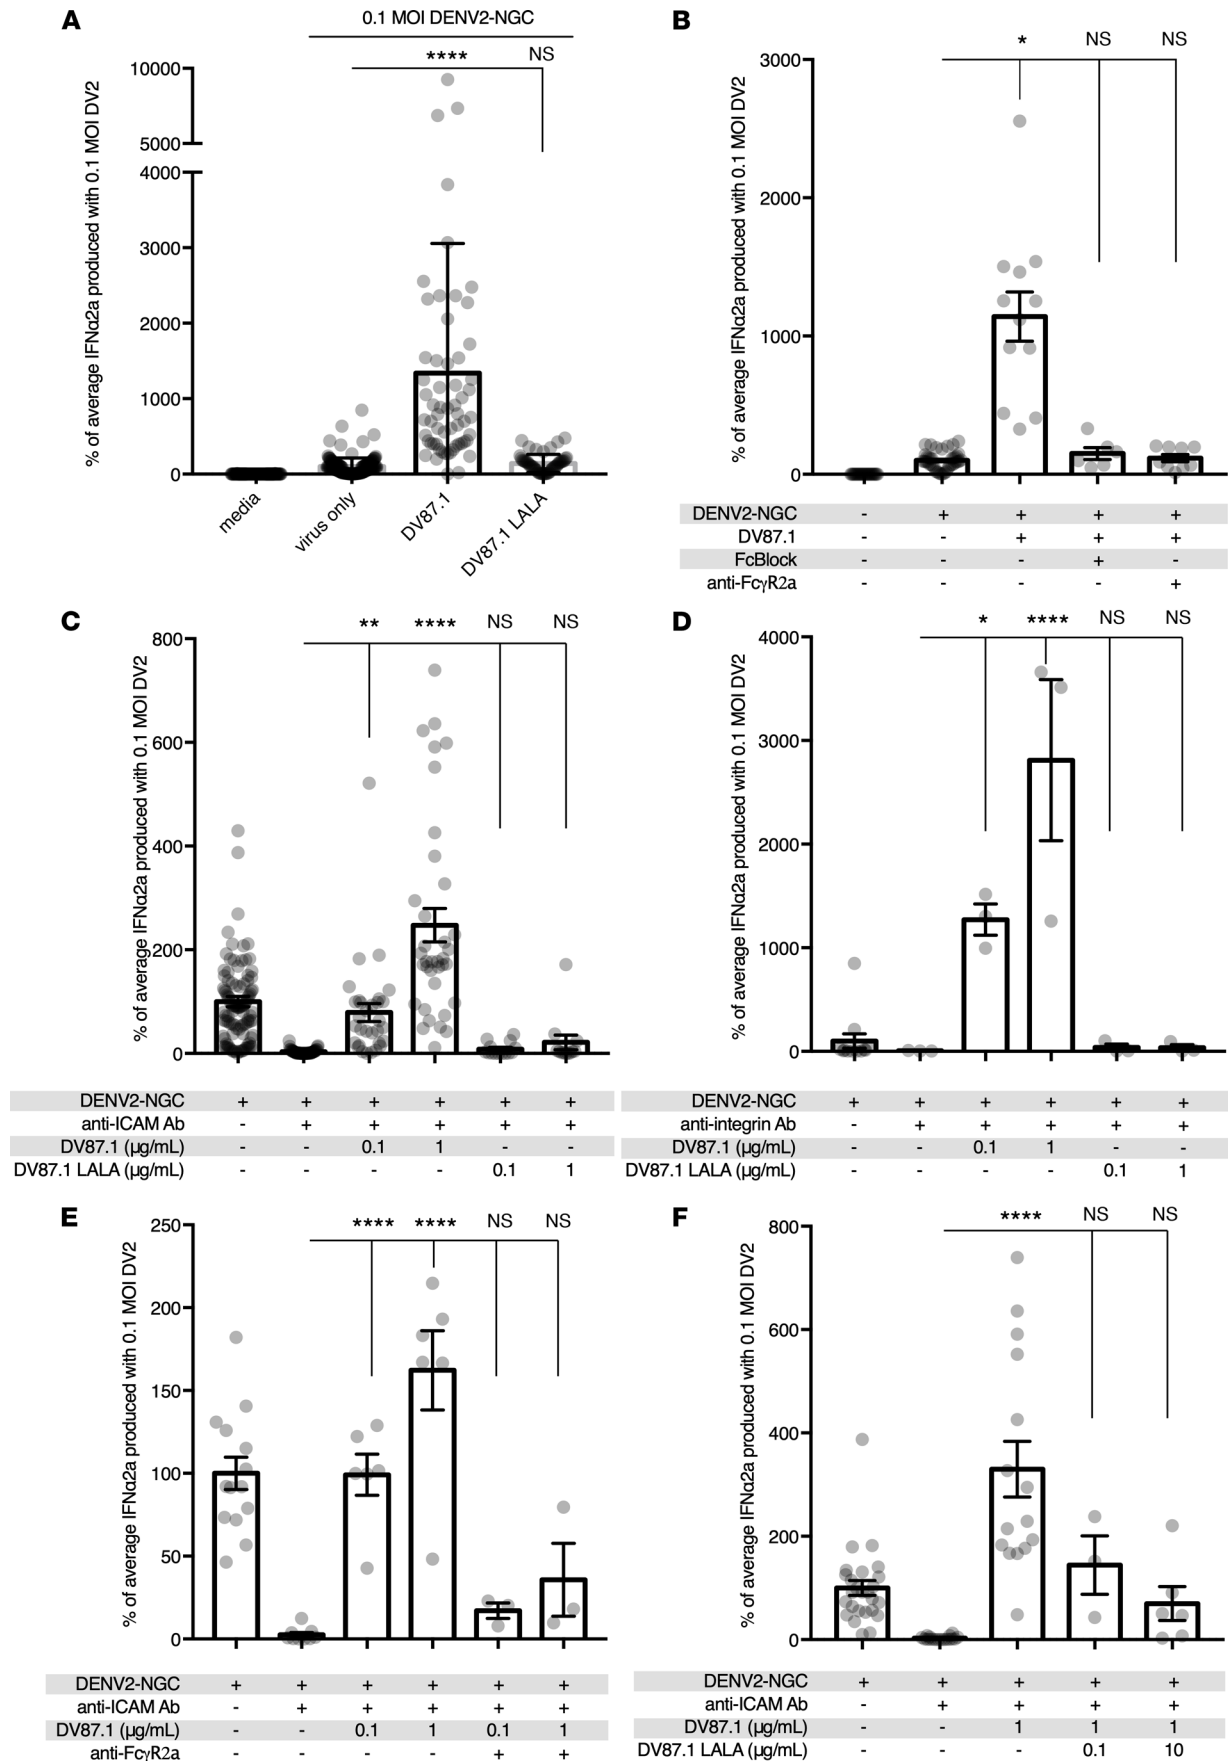 A
0.1 MOI DENV2-NGC
**** NS
% of average IFNα2a produced with 0.1 MOI DV2
10000
5000
4000
3000
2000
1000
0
media
virus only
DV87.1
DV87.1 LALA
B
* NS NS
% of average IFNα2a produced with 0.1 MOI DV2
3000
2000
1000
0
DENV2-NGC - + + + +
DV87.1 - - + + +
FcBlock - - - + -
anti-FcγR2a - - - - +
C
** **** NS NS
% of average IFNα2a produced with 0.1 MOI DV2
800
600
400
200
0
DENV2-NGC + + + + + +
anti-ICAM Ab - + + + + +
DV87.1 (µg/mL) - - 0.1 1 - -
DV87.1 LALA (µg/mL) - - - - 0.1 1
D
* **** NS NS
% of average IFNα2a produced with 0.1 MOI DV2
4000
3000
2000
1000
0
DENV2-NGC + + + + + +
anti-integrin Ab - + + + + +
DV87.1 (µg/mL) - - 0.1 1 - -
DV87.1 LALA (µg/mL) - - - - 0.1 1
E
**** **** NS NS
% of average IFNα2a produced with 0.1 MOI DV2
250
200
150
100
50
0
DENV2-NGC + + + + + +
anti-ICAM Ab - + + + + +
DV87.1 (µg/mL) - - 0.1 1 0.1 1
anti-FcγR2a - - - - + +
F
**** NS NS
% of average IFNα2a produced with 0.1 MOI DV2
800
600
400
200
0
DENV2-NGC + + + + +
anti-ICAM Ab - + + + +
DV87.1 (µg/mL) - - 1 1 1
DV87.1 LALA (µg/mL) - - - 0.1 10